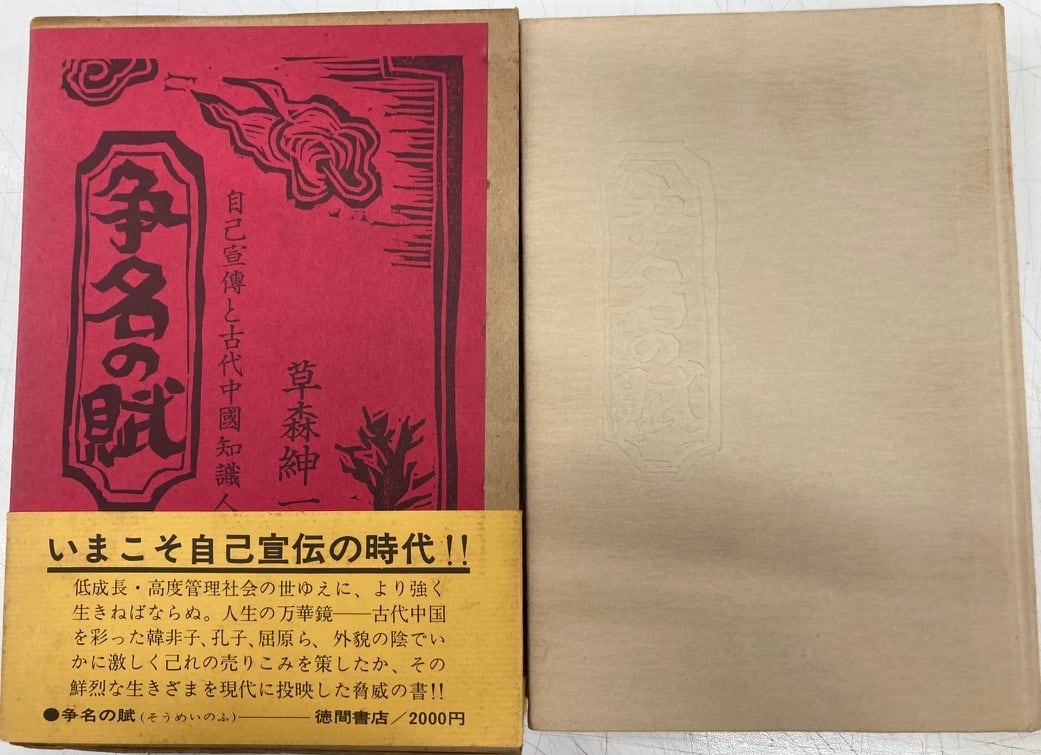 争名の賦
自己宣傳と古代中國知識人
草森紳一
いまこそ自己宣伝の時代!!
低成長・高度管理社会の世ゆえに、より強く
生きねばならぬ。人生の万華鏡――古代中国
を彩った韓非子、孔子、屈原ら、外貌の陰でい
かに激しく己れの売りこみを策したか、その
鮮烈な生きざまを現代に投映した脅威の書!!
●争名の賦(そうめいのふ)――――徳間書店/2000円
争名の賦